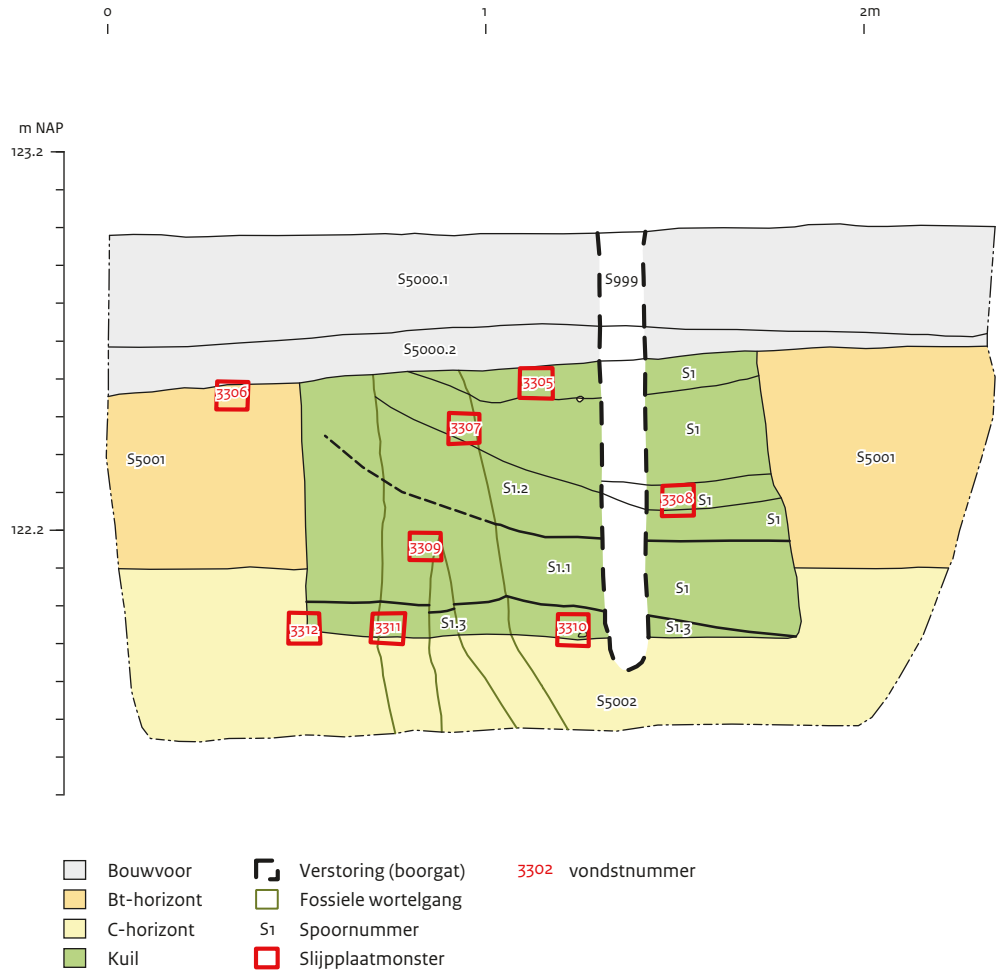 0 1 2m
m NAP
123.2
S5000.1 S999
S5000.2
3305 S1
3306
3307 S1
S5001 S5001
S1.2 3308 S1
S1
122.2
3309
S1.1
S1
3312 3311 S1.3 3310 S1.3
S5002
Bouwvoor Verstoring (boorgat) 3302 vondstnummer
Bt-horizont Fossiele wortelgang
C-horizont S1 Spoornummer
Kuil Slijpplaatmonster